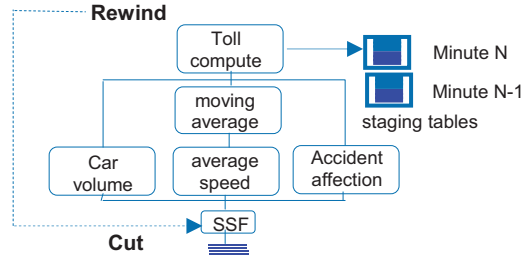 Rewind
Toll
compute
Minute N
Minute N-1
staging tables
moving
average
Car
volume
average
speed
Accident
affection
SSF
Cut